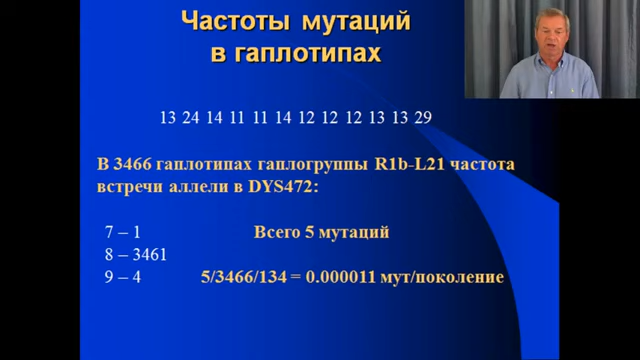 Частоты мутаций
в гаплотипах
13 24 14 11 11 14 12 12 12 13 13 29
В 3466 гаплотипах гаплогруппы R1b-L21 частота
встречи аллели в DYS472:
7 – 1 Всего 5 мутаций
8 – 3461
9 – 4 5/3466/134 = 0.000011 мут/поколение